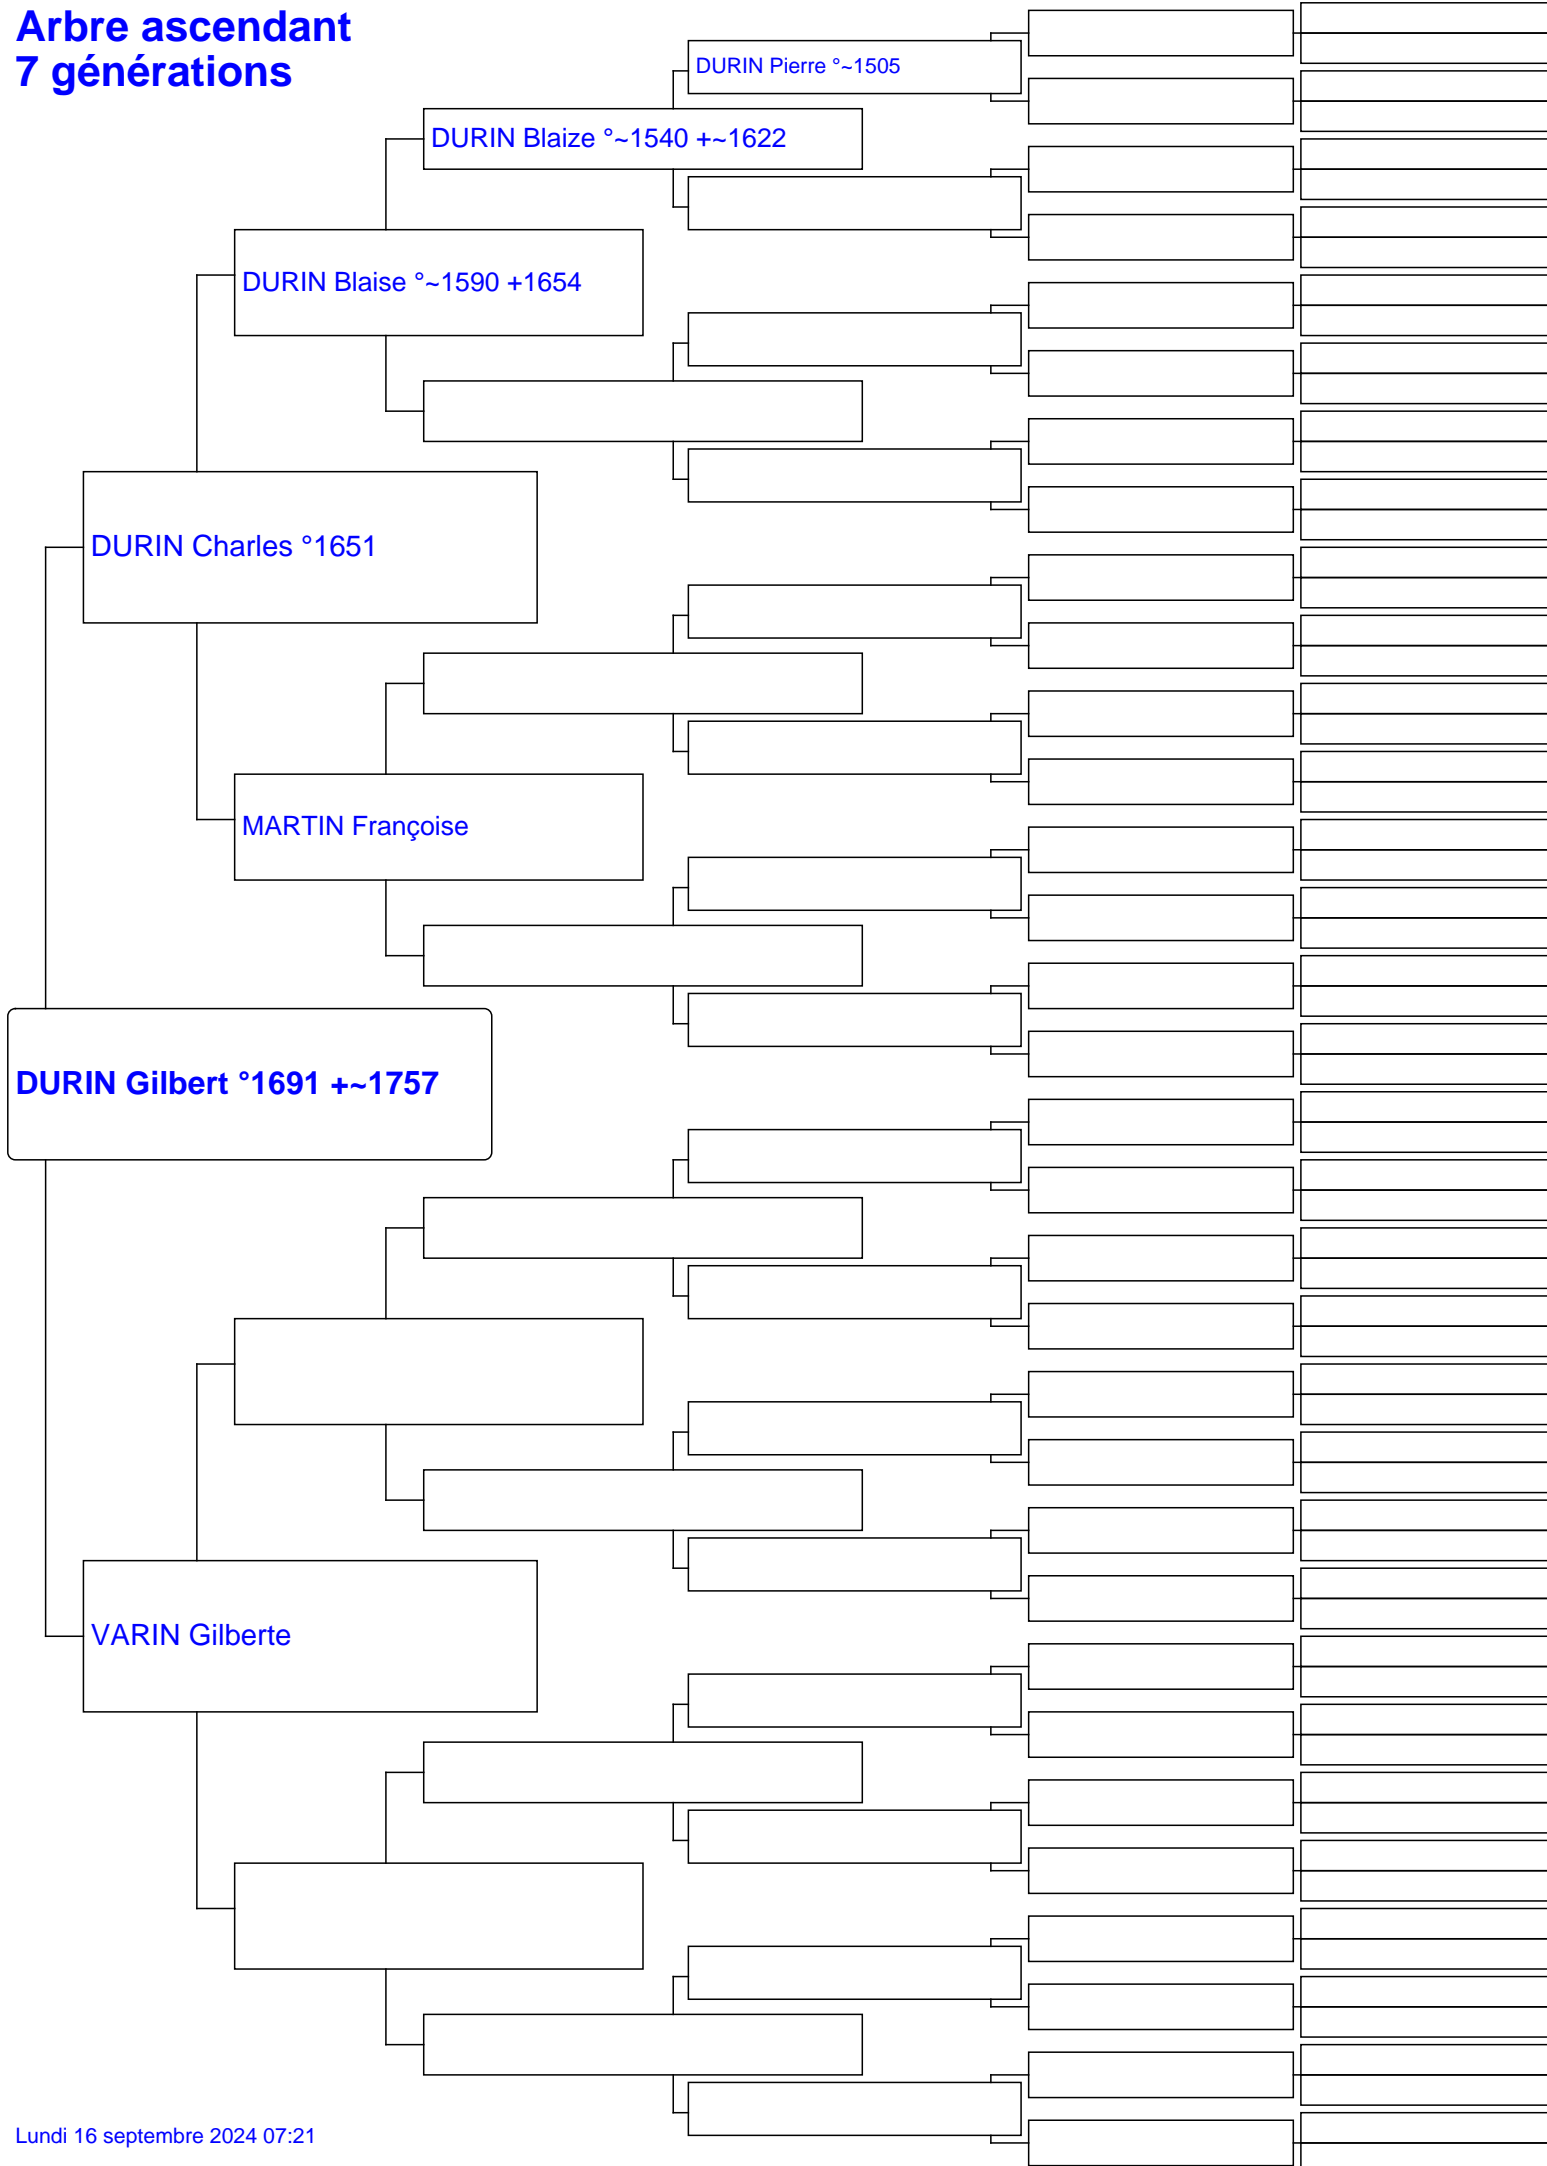 Arbre ascendant
7 générations
DURIN Pierre °~1505
DURIN Blaize °~1540 +~1622
DURIN Blaise °~1590 +1654
DURIN Charles °1651
MARTIN Françoise
DURIN Gilbert °1691 +~1757
VARIN Gilberte
Lundi 16 septembre 2024 07:21